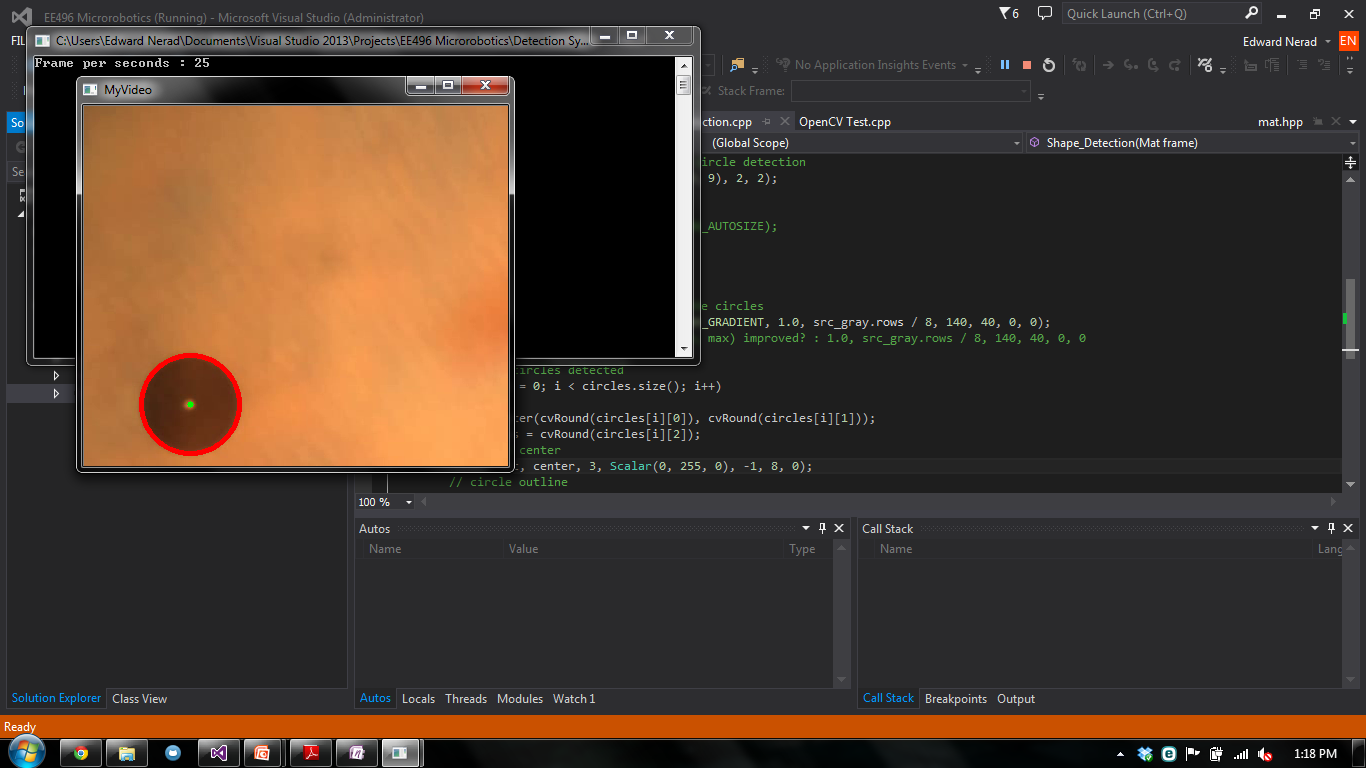 EE496 Microrobotics (Running) - Microsoft Visual Studio (Administrator)
6
Quick Launch (Ctrl+Q)
Edward Nerad
EN
C:\Users\Edward Nerad\Documents\Visual Studio 2013\Projects\EE496 Microrobotics\Detection Sy...
Frame per seconds : 25
MyVideo
No Application Insights Events
Stack Frame:
ction.cpp
OpenCV Test.cpp
mat.hpp
(Global Scope)
Shape_Detection(Mat frame)
ircle detection
9), 2, 2);
_AUTOSIZE);
e circles
_GRADIENT, 1.0, src_gray.rows / 8, 140, 40, 0, 0);
max) improved? : 1.0, src_gray.rows / 8, 140, 40, 0, 0
ircles detected
= 0; i < circles.size(); i++)
ter(cvRound(circles[i][0]), cvRound(circles[i][1]));
s = cvRound(circles[i][2]);
center
, center, 3, Scalar(0, 255, 0), -1, 8, 0);
// circle outline
100 %
Autos
Name Value Type
Call Stack
Name Lang
Solution Explorer Class View
Autos Locals Threads Modules Watch 1
Call Stack Breakpoints Output
Ready
1:18 PM